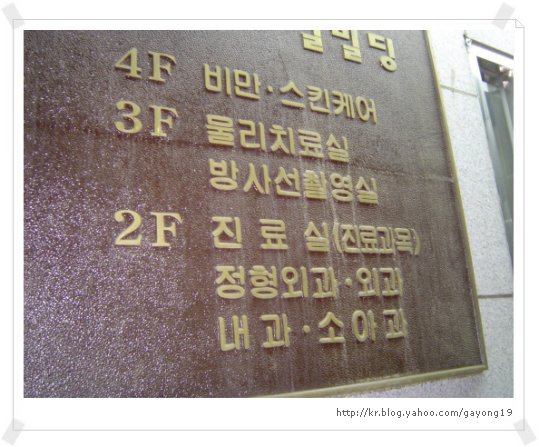 빌딩
4F 비만·스킨케어
3F 물리치료실
방사선촬영실
2F 진료실(진료과목)
정형외과·외과
내과·소아과
http://kr.blog.yahoo.com/gayong19